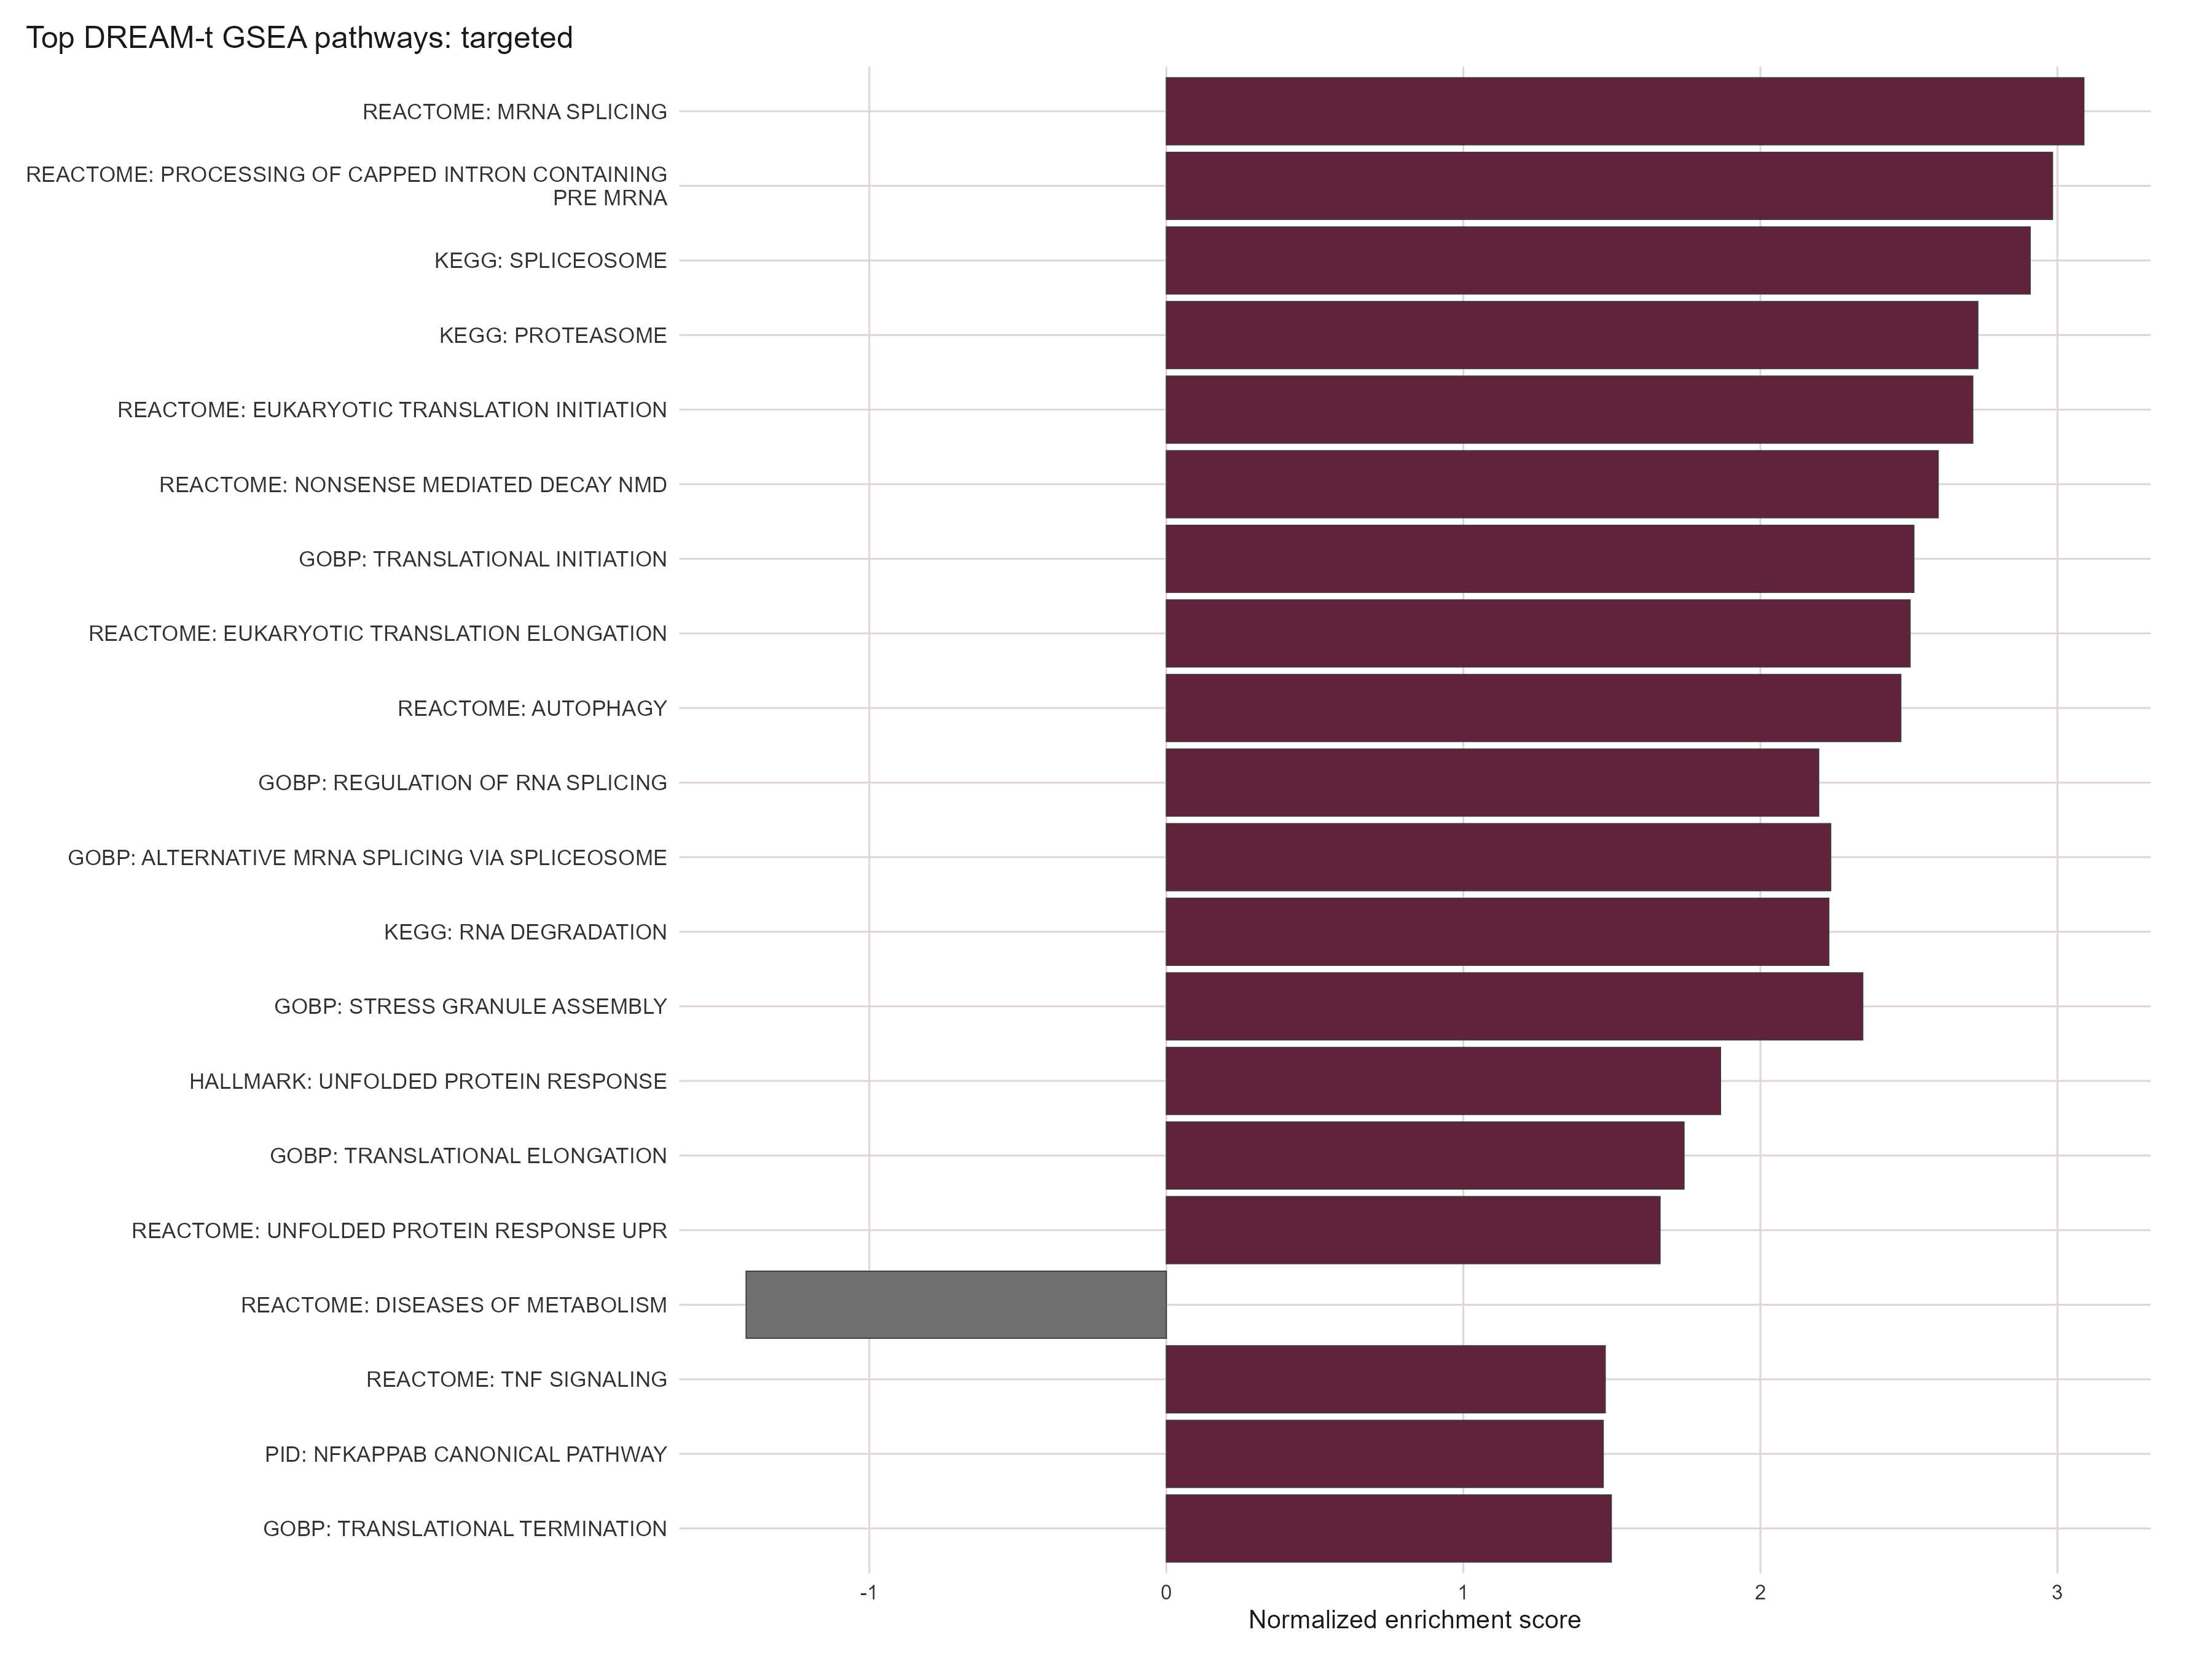 Top DREAM-t GSEA pathways: targeted
REACTOME: MRNA SPLICING
REACTOME: PROCESSING OF CAPPED INTRON CONTAINING
PRE MRNA
KEGG: SPLICEOSOME
KEGG: PROTEASOME
REACTOME: EUKARYOTIC TRANSLATION INITIATION
REACTOME: NONSENSE MEDIATED DECAY NMD
GOBP: TRANSLATIONAL INITIATION
REACTOME: EUKARYOTIC TRANSLATION ELONGATION
REACTOME: AUTOPHAGY
GOBP: REGULATION OF RNA SPLICING
GOBP: ALTERNATIVE MRNA SPLICING VIA SPLICEOSOME
KEGG: RNA DEGRADATION
GOBP: STRESS GRANULE ASSEMBLY
HALLMARK: UNFOLDED PROTEIN RESPONSE
GOBP: TRANSLATIONAL ELONGATION
REACTOME: UNFOLDED PROTEIN RESPONSE UPR
REACTOME: DISEASES OF METABOLISM
REACTOME: TNF SIGNALING
PID: NFKAPPAB CANONICAL PATHWAY
GOBP: TRANSLATIONAL TERMINATION
-1 0 1 2 3
Normalized enrichment score